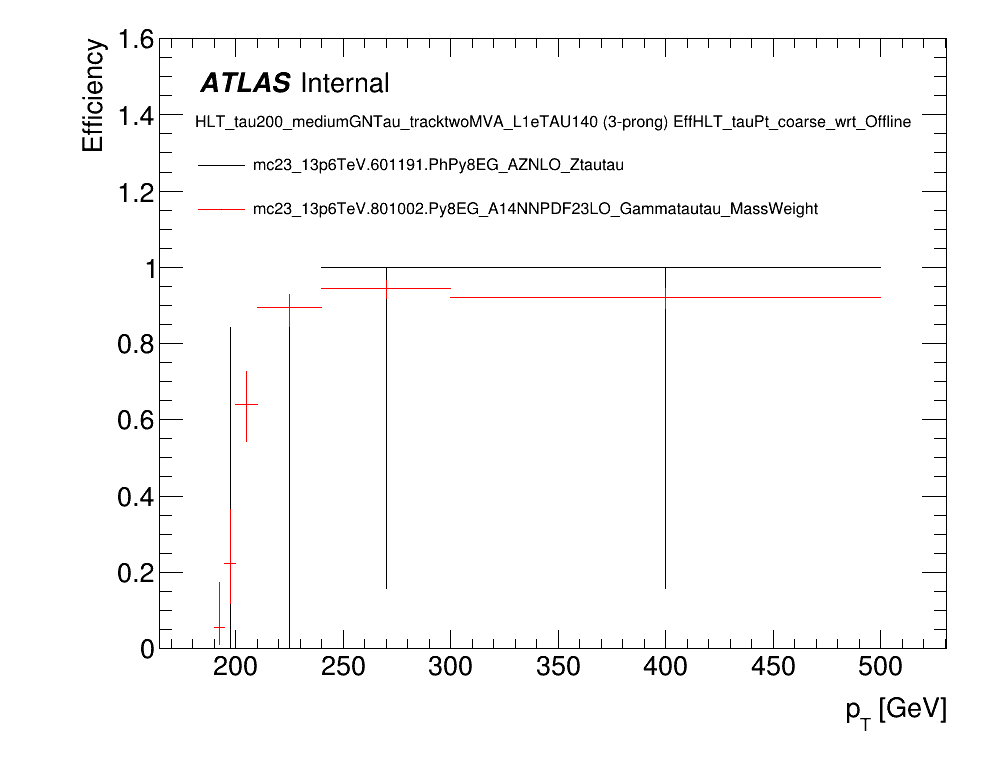 Efficiency
1.6
1.4
1.2
1
0.8
0.6
0.4
0.2
0
ATLAS Internal
HLT_tau200_mediumGNTau_tracktwoMVA_L1eTAU140 (3-prong) EffHLT_tauPt_coarse_wrt_Offline
mc23_13p6TeV.601191.PhPy8EG_AZNLO_Ztautau
mc23_13p6TeV.801002.Py8EG_A14NNPDF23LO_Gammatautau_MassWeight
200 250 300 350 400 450 500
p_T [GeV]